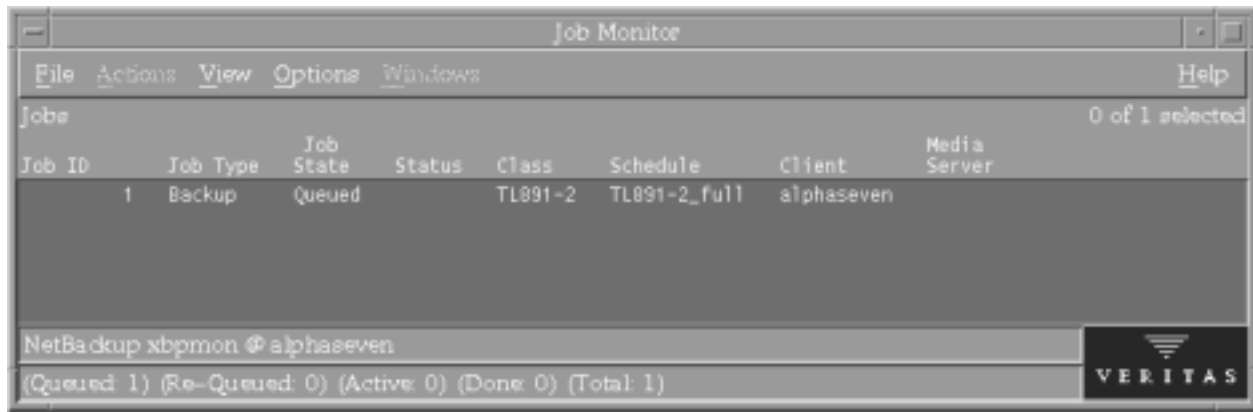 Job Monitor
File Actions View Options Windows Help
Jobs 0 of 1 selected
Job ID Job Type Job State Status Class Schedule Client Media Server
1 Backup Queued TL891-2 TL891-2_full alphaseven
NetBackup xbpmon @ alphaseven
(Queued: 1) (Re-Queued: 0) (Active: 0) (Done: 0) (Total: 1)
VERITAS